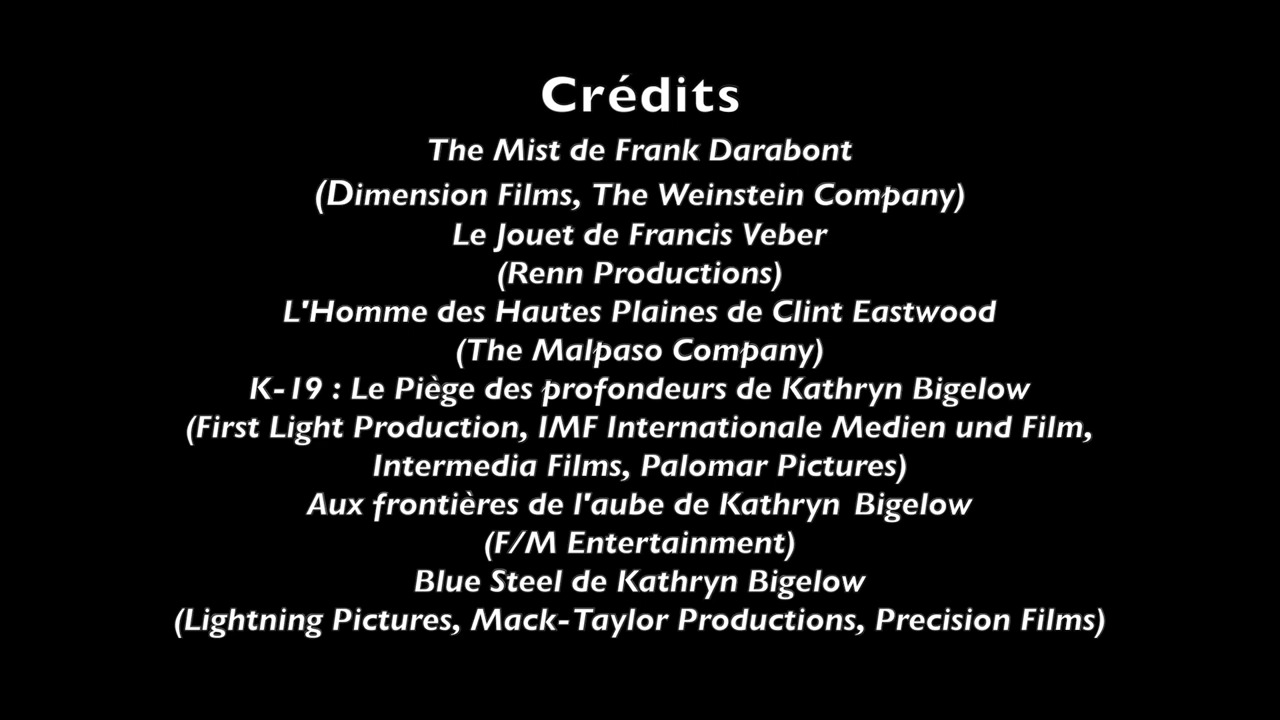 Crédits
The Mist de Frank Darabont
(Dimension Films, The Weinstein Company)
Le Jouet de Francis Veber
(Renn Productions)
L'Homme des Hautes Plaines de Clint Eastwood
(The Malpaso Company)
K-19 : Le Piège des profondeurs de Kathryn Bigelow
(First Light Production, IMF Internationale Medien und Film,
Intermedia Films, Palomar Pictures)
Aux frontières de l'aube de Kathryn Bigelow
(F/M Entertainment)
Blue Steel de Kathryn Bigelow
(Lightning Pictures, Mack-Taylor Productions, Precision Films)